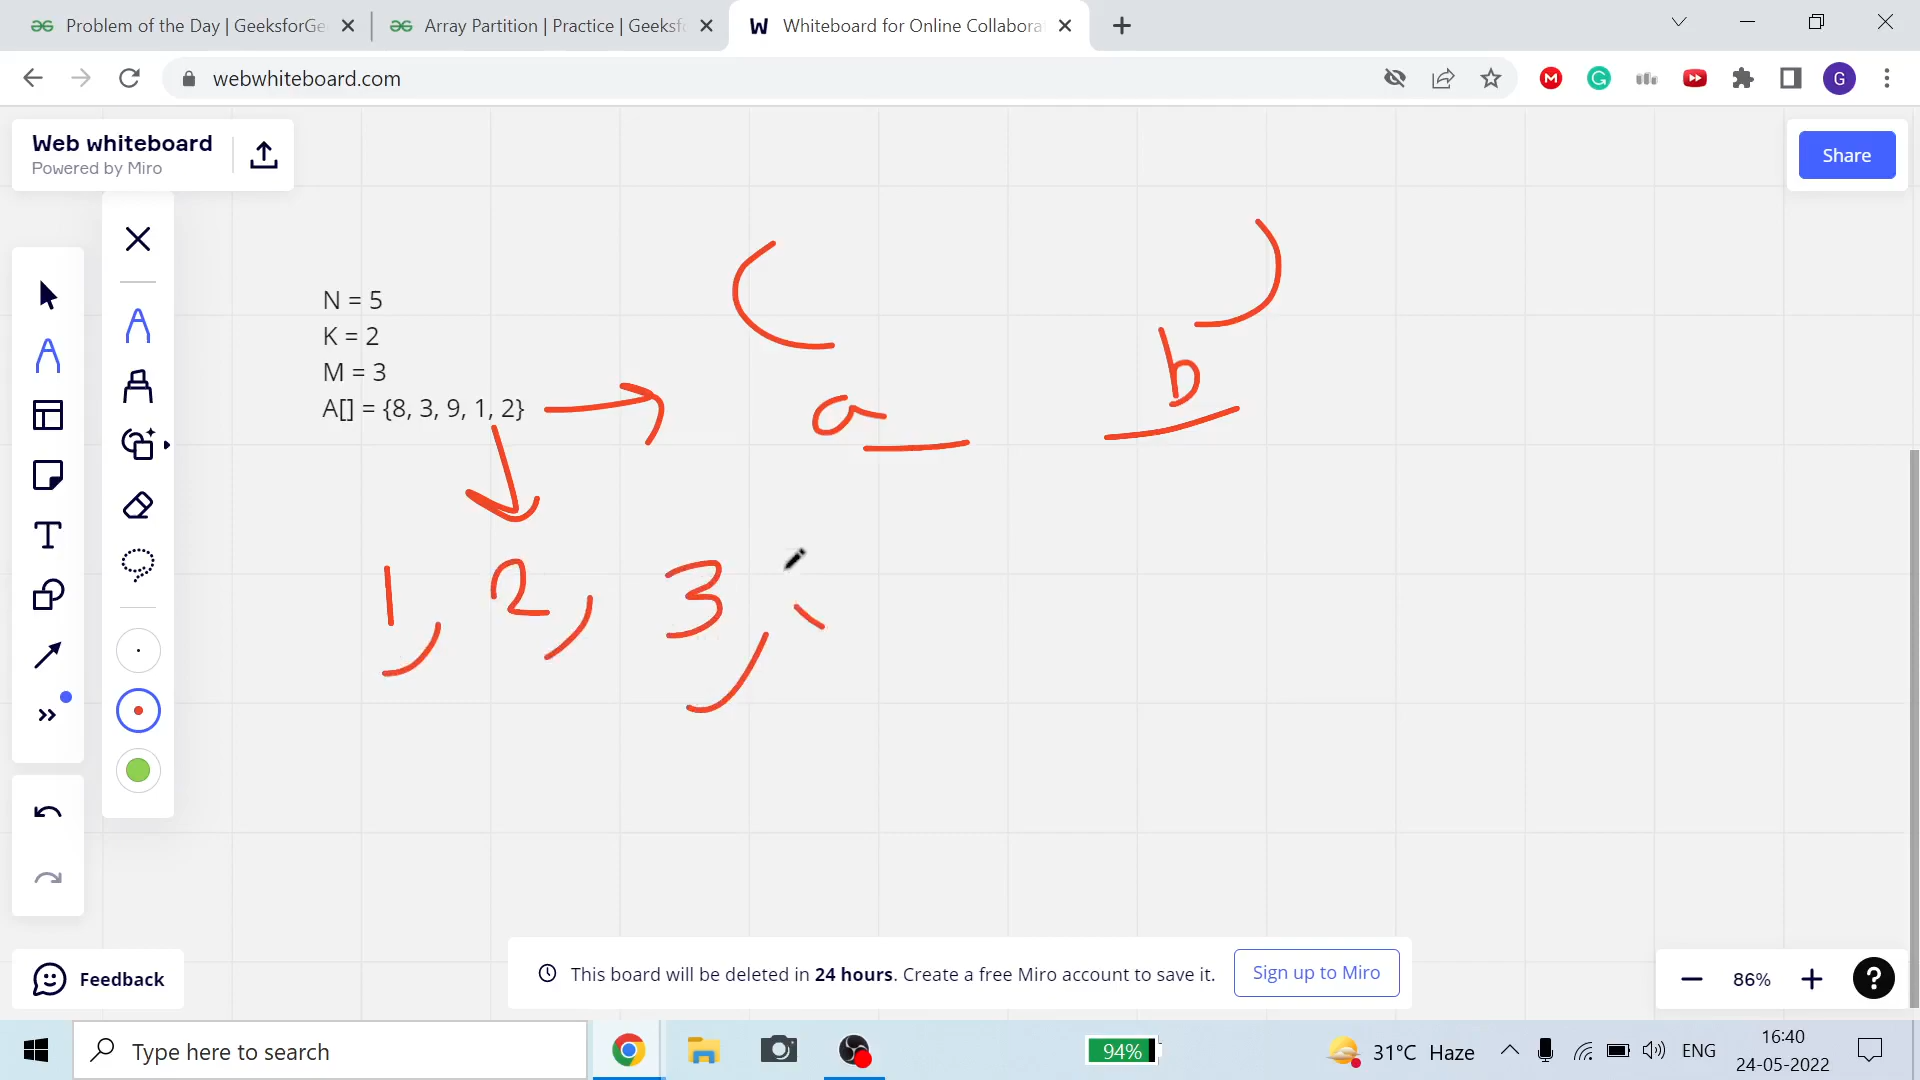 Problem of the Day | GeeksforGe
Array Partition | Practice | Geeksf
Whiteboard for Online Collabora
webwhiteboard.com
M
G
G
Web whiteboard
Powered by Miro
Share
N = 5
K = 2
M = 3
A[] = {8, 3, 9, 1, 2}
( a b )
1, 2, 3,
T
Feedback
This board will be deleted in 24 hours. Create a free Miro account to save it.
Sign up to Miro
86%
?
Type here to search
94%
31°C Haze
ENG
16:40
24-05-2022